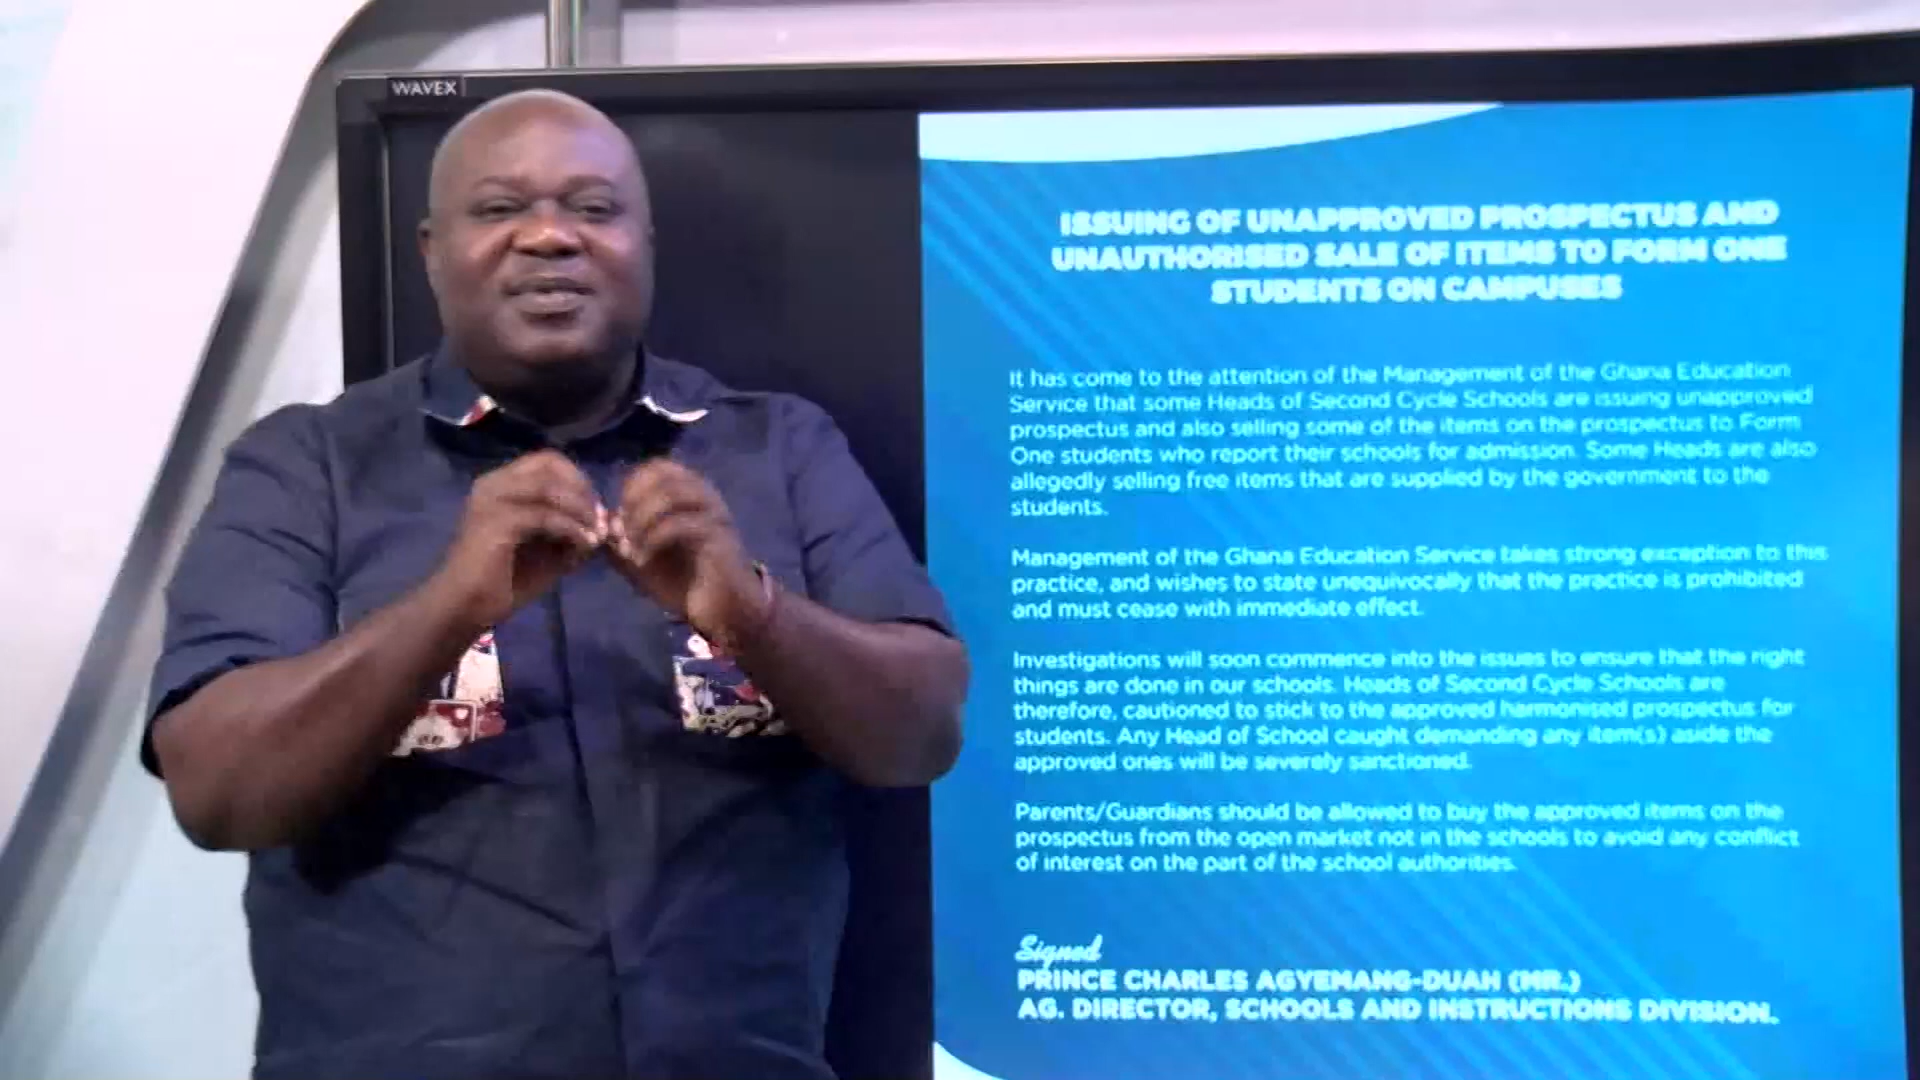 WAVEX
ISSUING OF UNAPPROVED PROSPECTUS AND
UNAUTHORISED SALE OF ITEMS TO FORM ONE
STUDENTS ON CAMPUSES
It has come to the attention of the Management of the Ghana Education
Service that some Heads of Second Cycle Schools are issuing unapproved
prospectus and also selling some of the items on the prospectus to Form
One students who report their schools for admission. Some Heads are also
allegedly selling free items that are supplied by the government to the
students.
Management of the Ghana Education Service takes strong exception to this
practice, and wishes to state unequivocally that the practice is prohibited
and must cease with immediate effect.
Investigations will soon commence into the issues to ensure that the right
things are done in our schools. Heads of Second Cycle Schools are
therefore, cautioned to stick to the approved harmonised prospectus for
students. Any Head of School caught demanding any item(s) aside the
approved ones will be severely sanctioned.
Parents/Guardians should be allowed to buy the approved items on the
prospectus from the open market not in the schools to avoid any conflict
of interest on the part of the school authorities.
Signed
PRINCE CHARLES AGYEMANG-DUAH (MR.)
AG. DIRECTOR, SCHOOLS AND INSTRUCTIONS DIVISION.